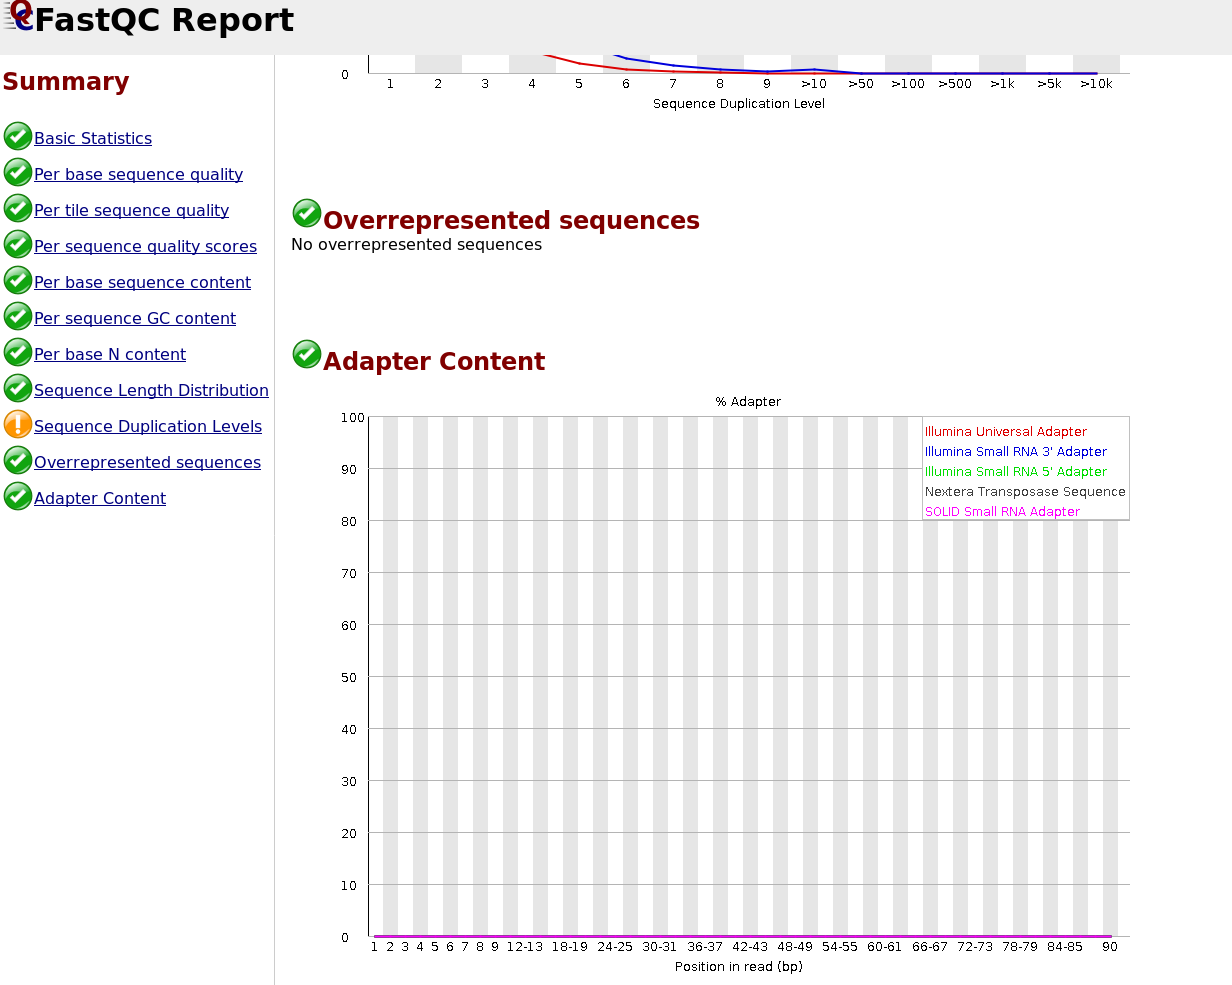 FastQC Report
Summary
Basic Statistics
Per base sequence quality
Per tile sequence quality
Per sequence quality scores
Per base sequence content
Per sequence GC content
Per base N content
Sequence Length Distribution
Sequence Duplication Levels
Overrepresented sequences
Adapter Content
0
1 2 3 4 5 6 7 8 9 >10 >50 >100 >500 >1k >5k >10k
Sequence Duplication Level
Overrepresented sequences
No overrepresented sequences
Adapter Content
% Adapter
Illumina Universal Adapter
Illumina Small RNA 3' Adapter
Illumina Small RNA 5' Adapter
Nextera Transposase Sequence
SOLID Small RNA Adapter
100
90
80
70
60
50
40
30
20
10
0
1 2 3 4 5 6 7 8 9 12-13 18-19 24-25 30-31 36-37 42-43 48-49 54-55 60-61 66-67 72-73 78-79 84-85 90
Position in read (bp)